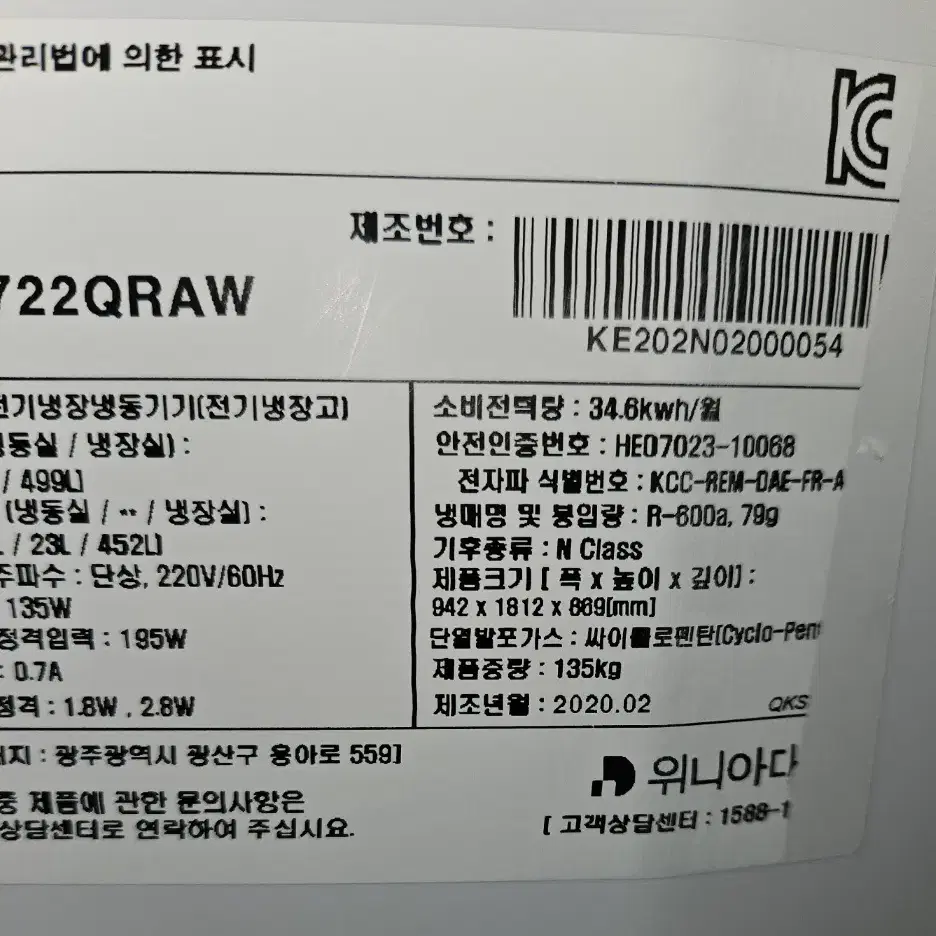 관리법에 의한 표시
KC
제조번호 :
722QRAW
KE202N02000054
전기냉장냉동기기(전기냉장고)
냉동실 / 냉장실) :
/ 499L]
(냉동실 / ** / 냉장실) :
/ 23L / 452L]
주파수 : 단상, 220V/60Hz
135W
정격입력 : 195W
: 0.7A
정격 : 1.8W , 2.8W
소비전력량 : 34.6kwh/월
안전인증번호 : HE07023-10068
전자파 식별번호 : KCC-REM-DAE-FR-A
냉매명 및 봉입량 : R-600a, 79g
기후종류 : N Class
제품크기 [ 폭 x 높이 x 깊이] :
942 x 1812 x 889[mm]
단열발포가스 : 싸이클로펜탄[Cyclo-Pent
제품중량 : 135kg
제조년월 : 2020.02
QKS
지 : 광주광역시 광산구 용아로 559]
중 제품에 관한 문의사항은
상담센터로 연락하여 주십시요.
위니아다
[ 고객상담센터 : 1588-1